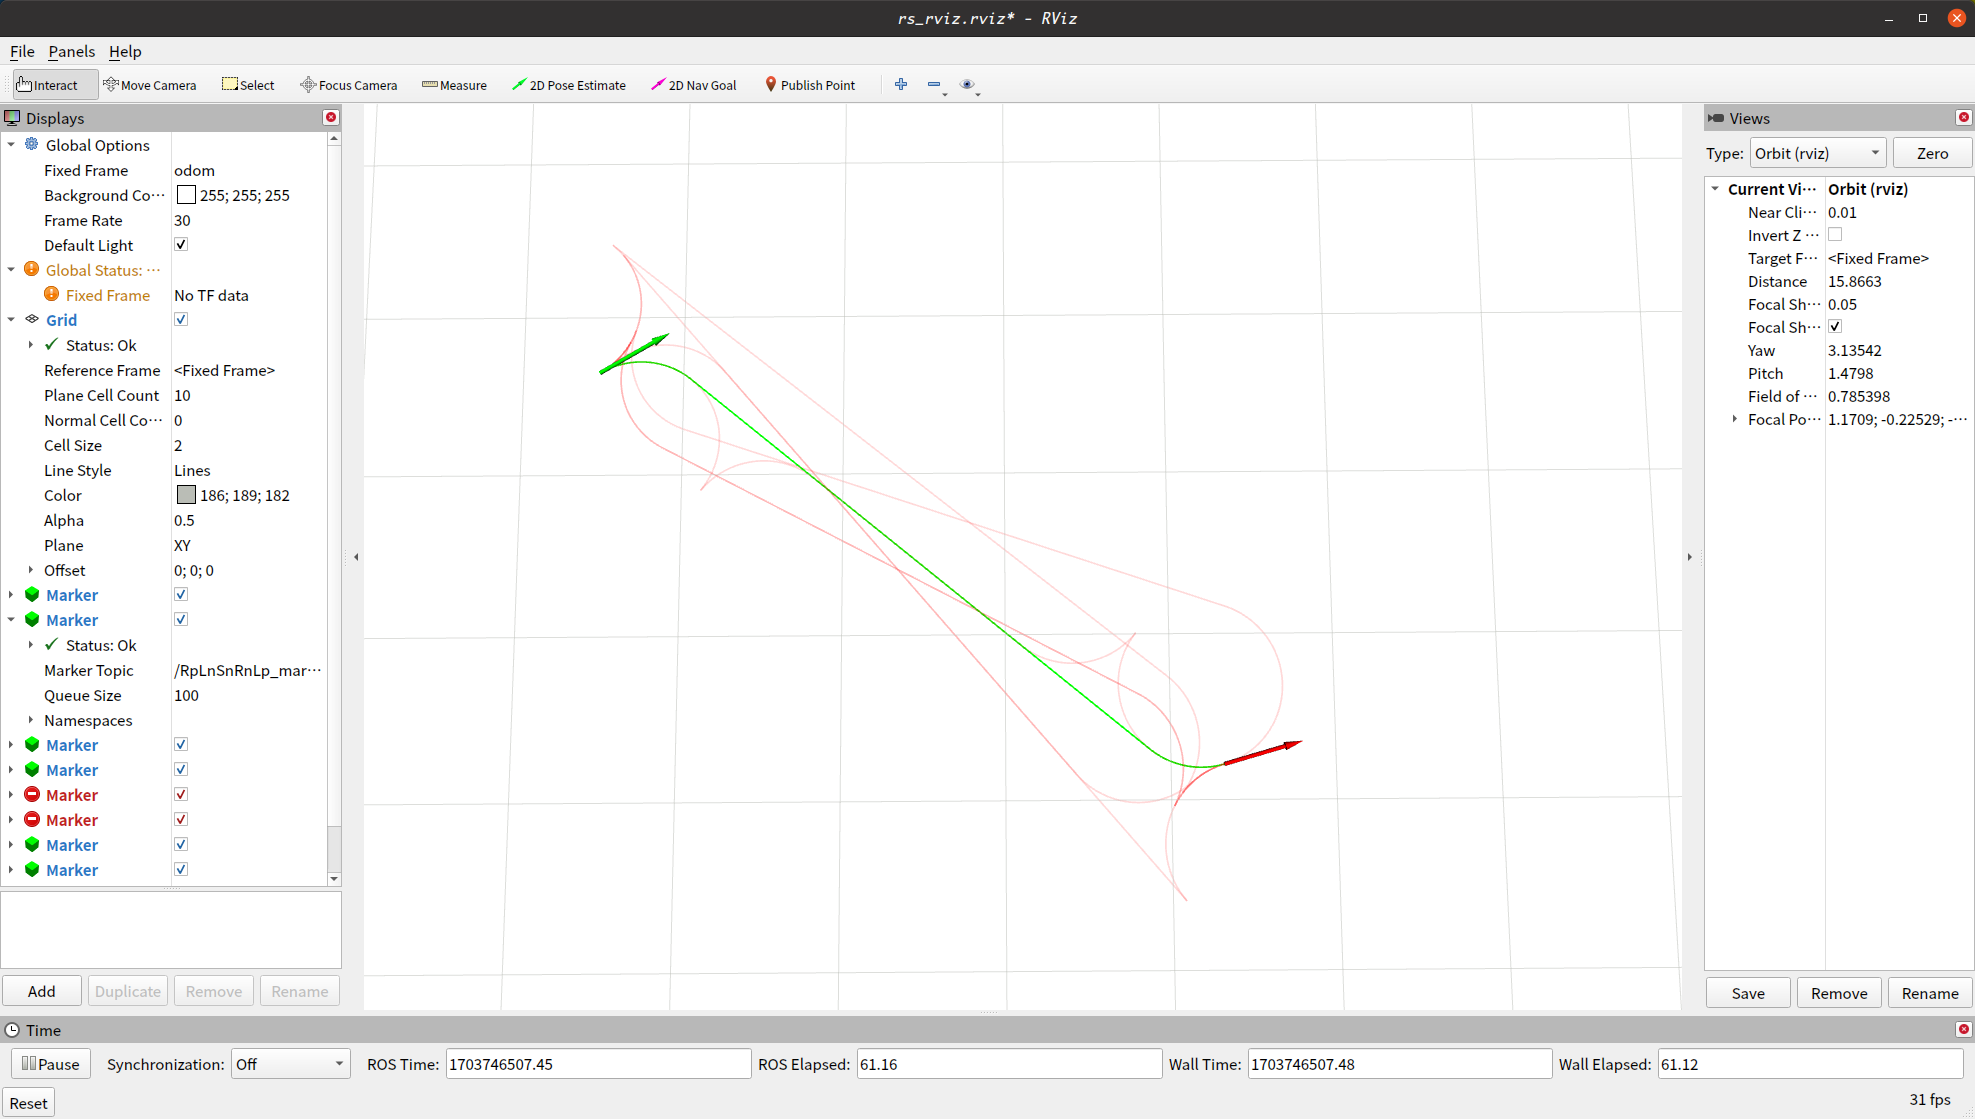 rs_rviz.rviz* - RViz
File Panels Help
Interact Move Camera Select Focus Camera Measure 2D Pose Estimate 2D Nav Goal Publish Point
Displays
Global Options
Fixed Frame odom
Background Co··· 255; 255; 255
Frame Rate 30
Default Light
Global Status: ···
Fixed Frame No TF data
Grid
Status: Ok
Reference Frame <Fixed Frame>
Plane Cell Count 10
Normal Cell Co··· 0
Cell Size 2
Line Style Lines
Color 186; 189; 182
Alpha 0.5
Plane XY
Offset 0; 0; 0
Marker
Marker
Status: Ok
Marker Topic /RpLnSnRnLp_mar···
Queue Size 100
Namespaces
Marker
Marker
Marker
Marker
Marker
Marker
Add Duplicate Remove Rename
Views
Type: Orbit (rviz) Zero
Current Vi··· Orbit (rviz)
Near Cli··· 0.01
Invert Z ···
Target F··· <Fixed Frame>
Distance 15.8663
Focal Sh··· 0.05
Focal Sh···
Yaw 3.13542
Pitch 1.4798
Field of ··· 0.785398
Focal Po··· 1.1709; -0.22529; -···
Save Remove Rename
Time
Pause Synchronization: Off ROS Time: 1703746507.45 ROS Elapsed: 61.16 Wall Time: 1703746507.48 Wall Elapsed: 61.12
Reset 31 fps